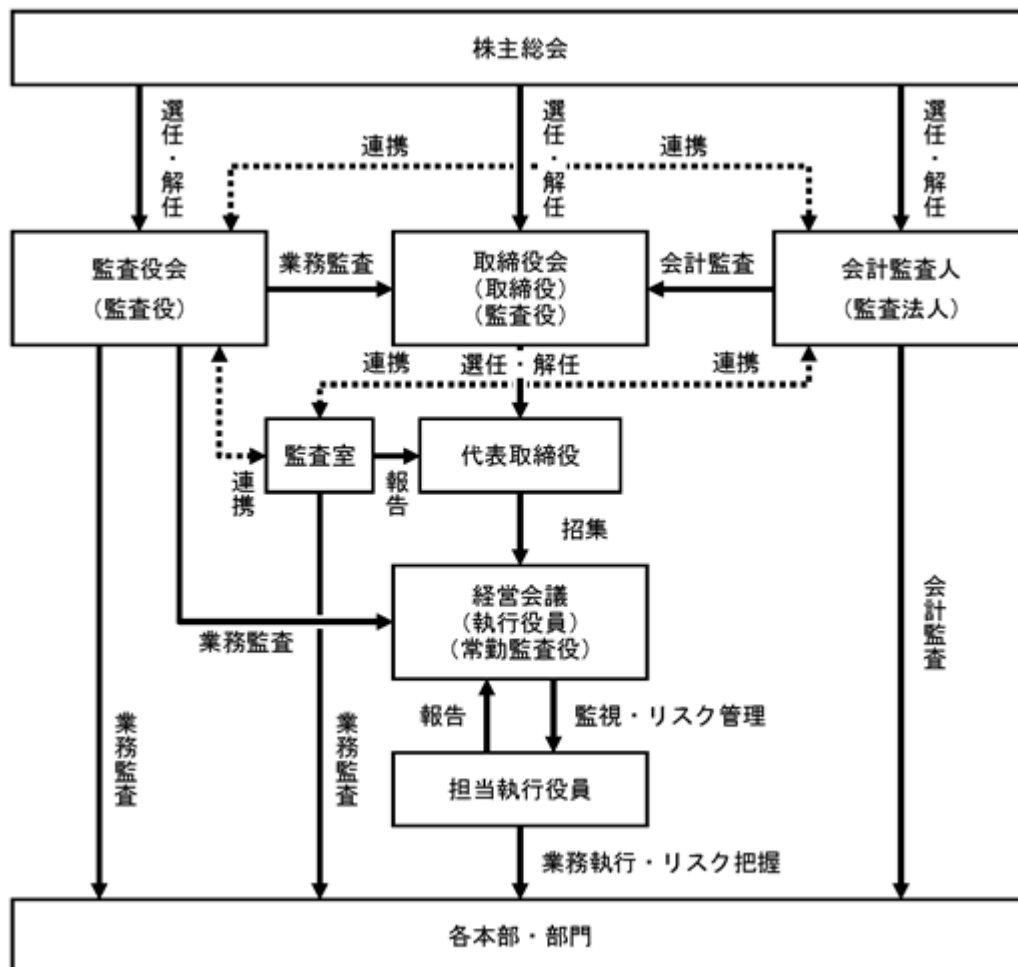 株主総会
選任・解任
選任・解任
選任・解任
連携
連携
監査役会
（監査役）
業務監査
取締役会
（取締役）
（監査役）
会計監査
会計監査人
（監査法人）
連携
選任・解任
連携
連携
監査室
報告
代表取締役
招集
業務監査
経営会議
（執行役員）
（常勤監査役）
会計監査
報告
監視・リスク管理
業務監査
業務監査
担当執行役員
業務執行・リスク把握
各本部・部門